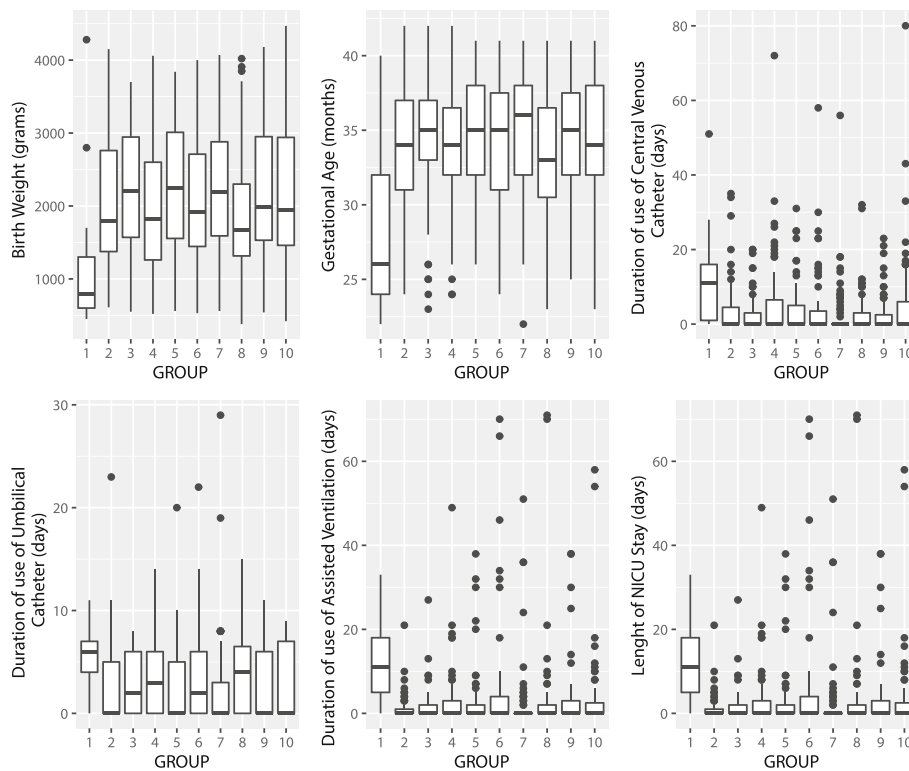 Birth Weight (grams)
4000
3000
2000
1000
1 2 3 4 5 6 7 8 9 10
GROUP
Gestational Age (months)
40
35
30
25
1 2 3 4 5 6 7 8 9 10
GROUP
Duration of use of Central Venous
Catheter (days)
80
60
40
20
0
1 2 3 4 5 6 7 8 9 10
GROUP
Duration of use of Umbilical
Catheter (days)
30
20
10
0
1 2 3 4 5 6 7 8 9 10
GROUP
Duration of use of Assisted Ventilation (days)
60
40
20
0
1 2 3 4 5 6 7 8 9 10
GROUP
Lenght of NICU Stay (days)
60
40
20
0
1 2 3 4 5 6 7 8 9 10
GROUP